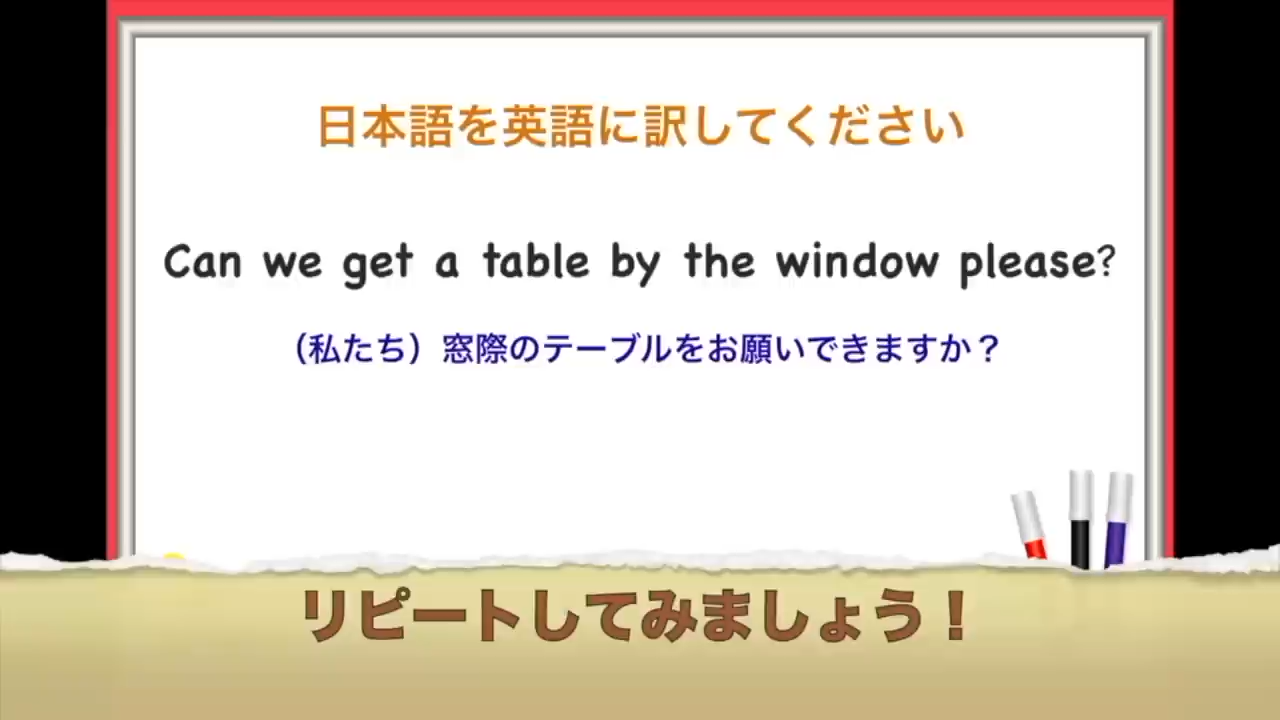 日本語を英語に訳してください
Can we get a table by the window please?
（私たち）窓際のテーブルをお願いできますか？
リピートしてみましょう！